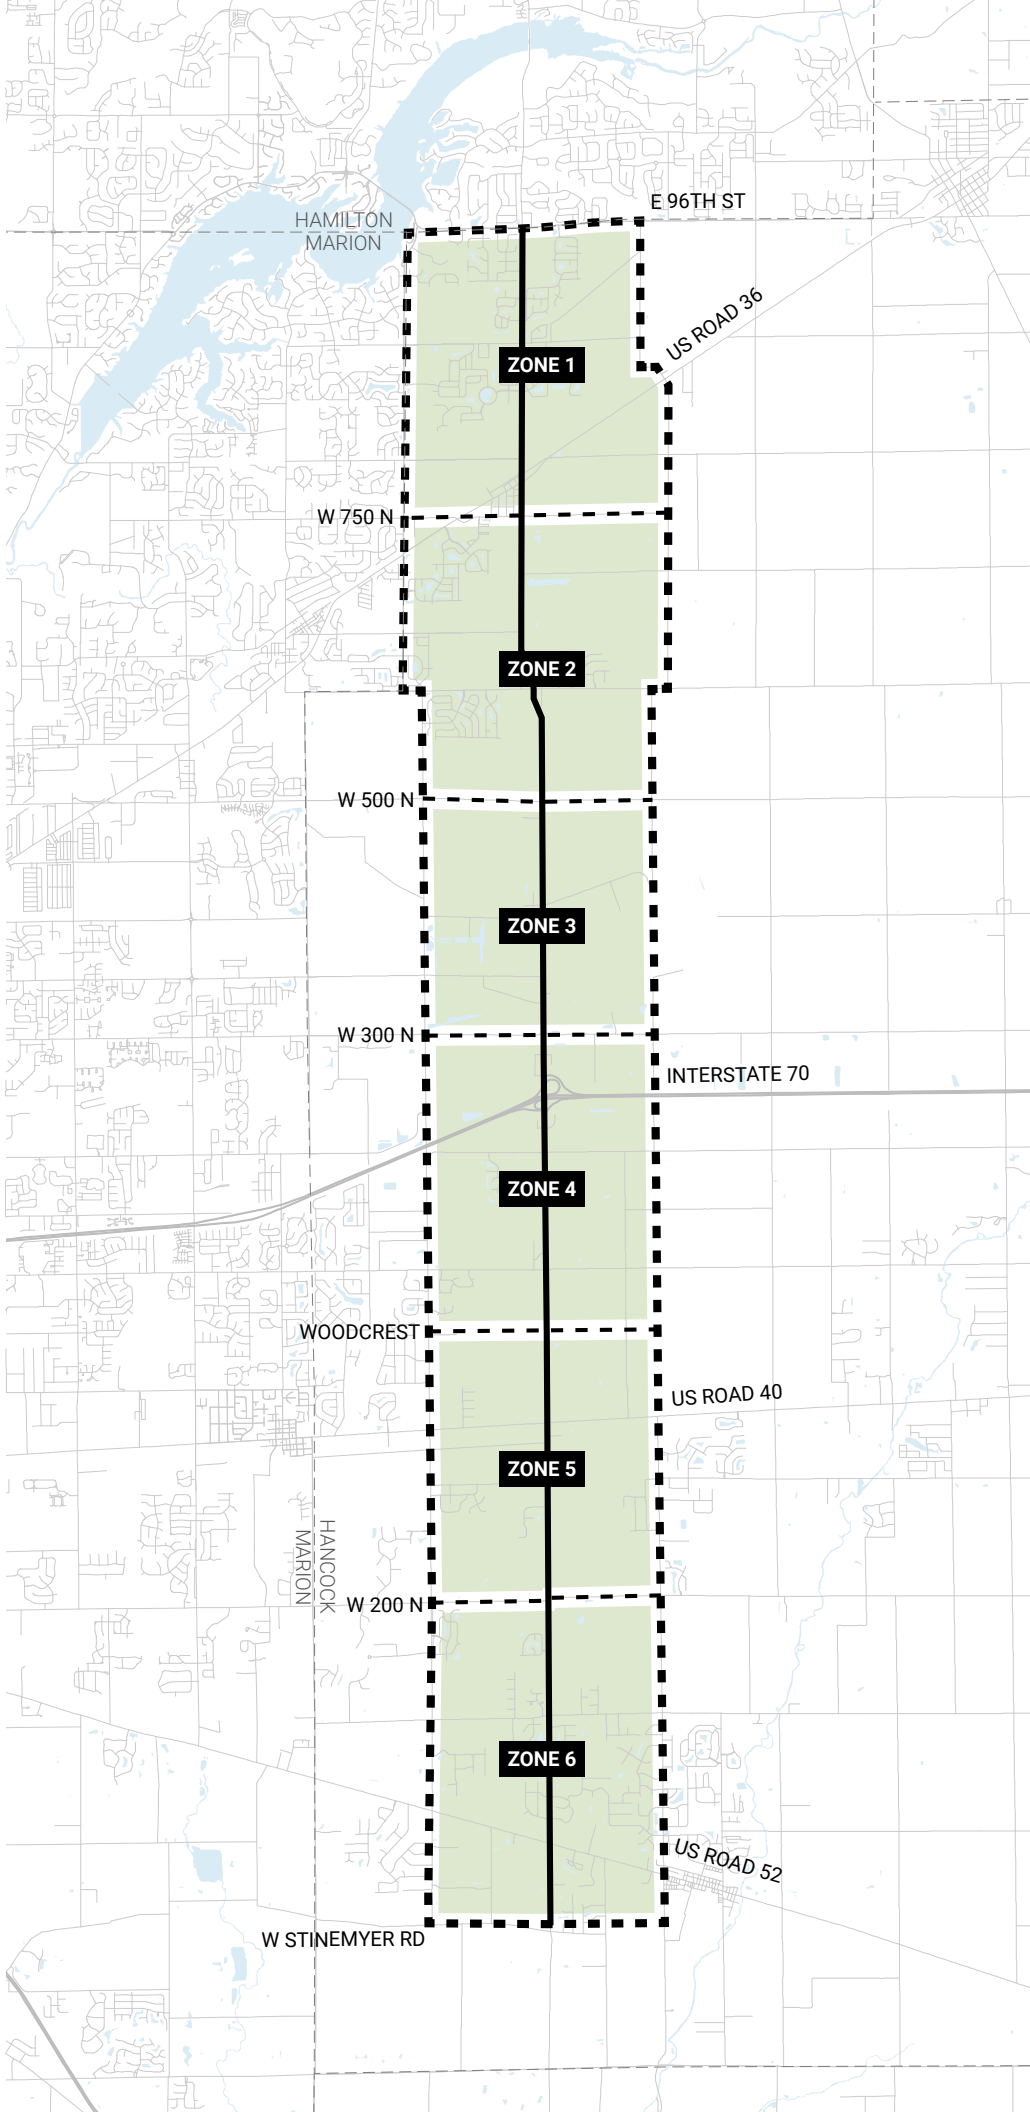 E 96TH ST
HAMILTON
MARION
US ROAD 36
ZONE 1
W 750 N
ZONE 2
W 500 N
ZONE 3
W 300 N
INTERSTATE 70
ZONE 4
WOODCREST
US ROAD 40
ZONE 5
HANCOCK
MARION
W 200 N
ZONE 6
US ROAD 52
W STINEMYER RD